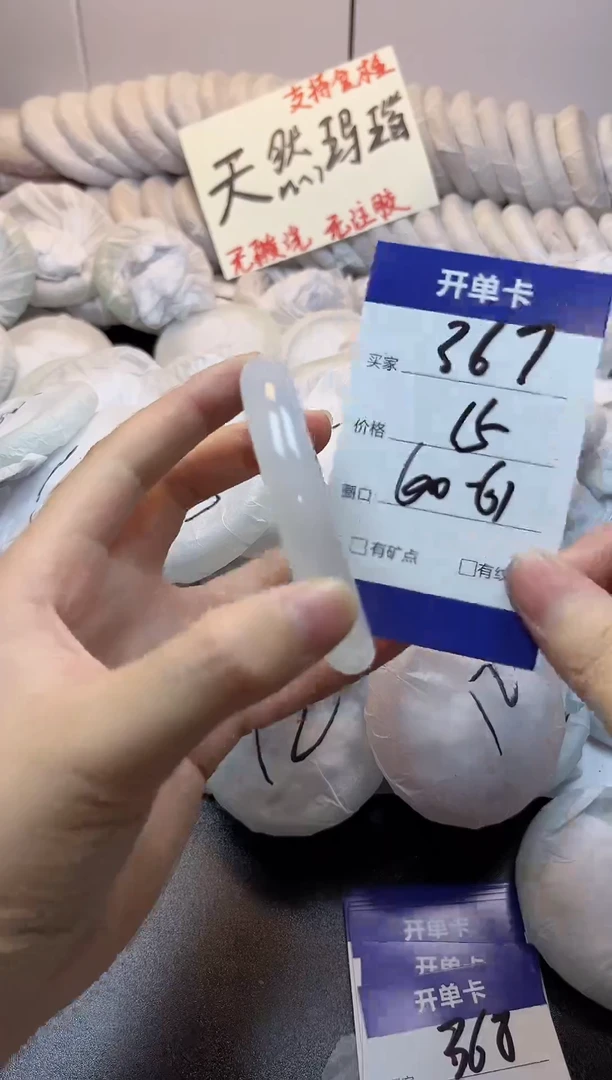 支持复检
天然玛瑙
无酸洗 无注胶
开单卡
买家 367
价格 15
圈口 60-61
有矿点
12
12
开单卡
开单卡
开单卡
368